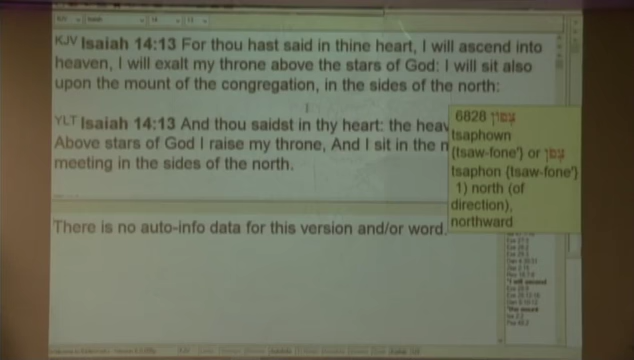 KJV Isaiah 14:13 For thou hast said in thine heart, I will ascend into
heaven, I will exalt my throne above the stars of God: I will sit also
upon the mount of the congregation, in the sides of the north:
YLT Isaiah 14:13 And thou saidst in thy heart: the heav
Above stars of God I raise my throne, And I sit in the m
meeting in the sides of the north.
6828 צָפוֹן
tsaphown
{tsaw-fone'} or צָפֹן
tsaphon {tsaw-fone'}
1) north (of
direction),
northward
There is no auto-info data for this version and/or word.